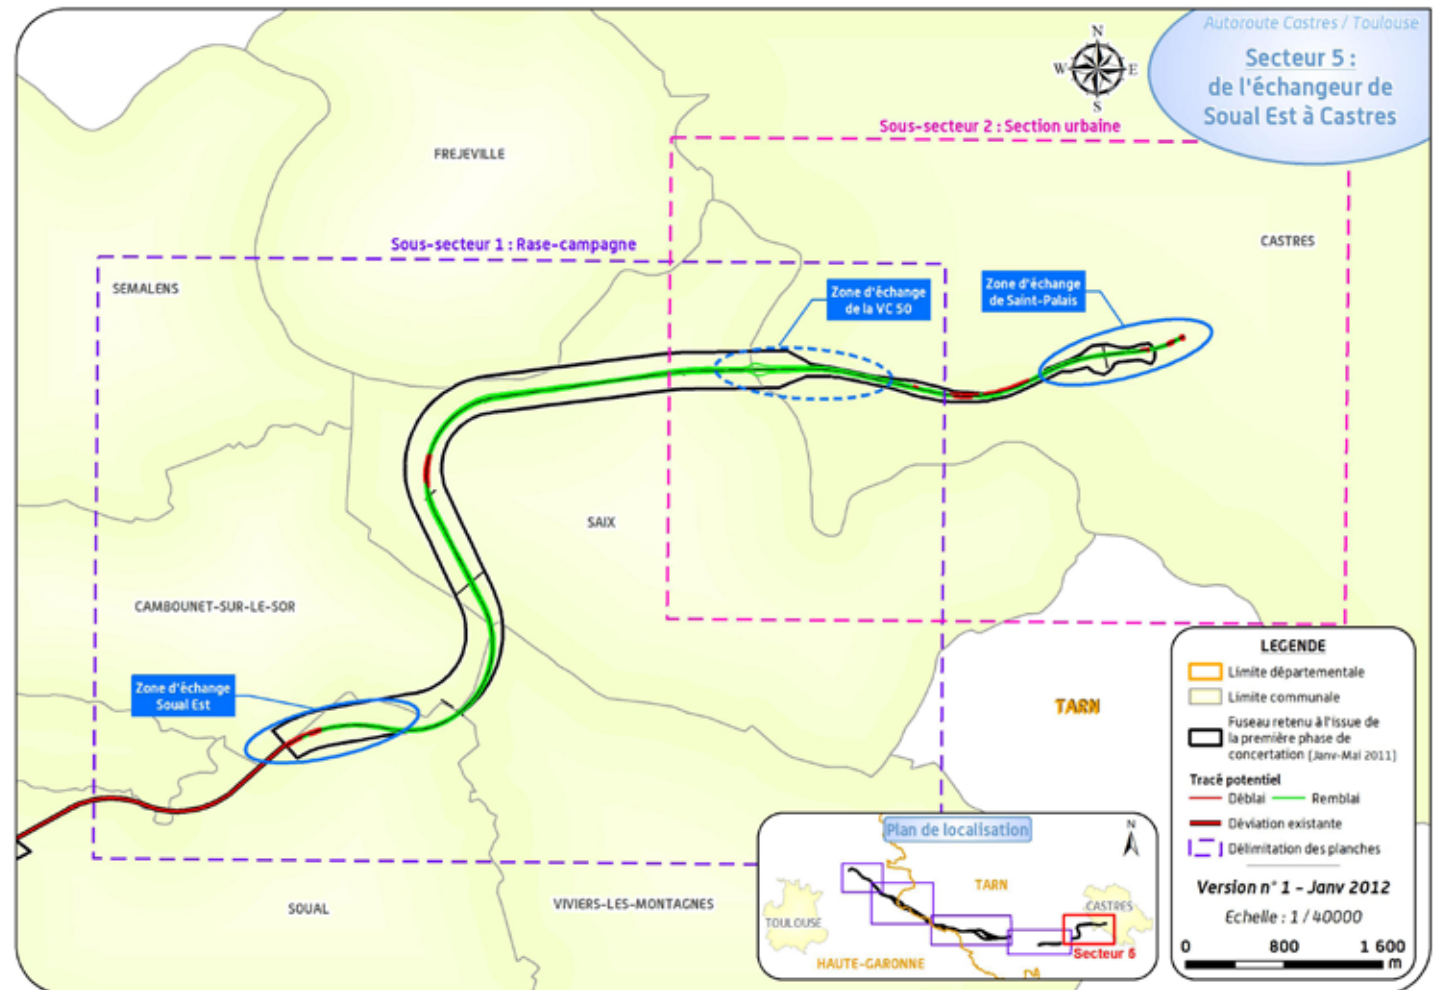 Autoroute Castres / Toulouse
Secteur 5 :
de l'échangeur de
Soual Est à Castres
N
W
E
S
Sous-secteur 2 : Section urbaine
FREJEVILLE
CASTRES
Sous-secteur 1 : Rase-campagne
SEMALENS
Zone d'échange
de la VC 50
Zone d'échange
de Saint-Palais
SAIX
CAMBOUNET-SUR-LE-SOR
Zone d'échange
Soual Est
TARN
SOUAL
VIVIERS-LES-MONTAGNES
LEGENDE
Limite départementale
Limite communale
Fuseau retenu à l'issue de
la première phase de
concertation (Janv-Mai 2011)
Tracé potentiel
Déblai
Remblai
Déviation existante
Délimitation des planches
Version n° 1 - Janv 2012
Echelle : 1 / 40000
0 800 1 600
m
Plan de localisation
N
TARN
CASTRES
TOULOUSE
Secteur 5
HAUTE-GARONNE